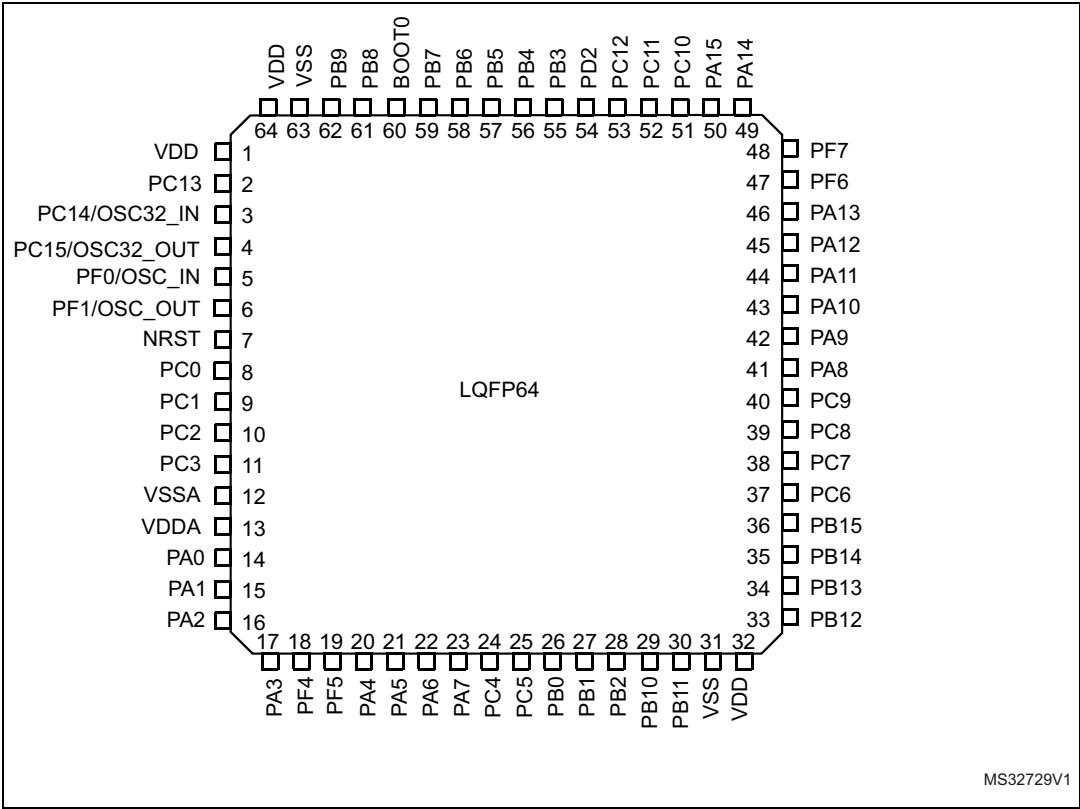 VDD
VSS
PB9
PB8
BOOT0
PB7
PB6
PB5
PB4
PB3
PD2
PC12
PC11
PC10
PA15
PA14
64 63 62 61 60 59 58 57 56 55 54 53 52 51 50 49
VDD 1 48 PF7
PC13 2 47 PF6
PC14/OSC32_IN 3 46 PA13
PC15/OSC32_OUT 4 45 PA12
PF0/OSC_IN 5 44 PA11
PF1/OSC_OUT 6 43 PA10
NRST 7 42 PA9
PC0 8 41 PA8
LQFP64
PC1 9 40 PC9
PC2 10 39 PC8
PC3 11 38 PC7
VSSA 12 37 PC6
VDDA 13 36 PB15
PA0 14 35 PB14
PA1 15 34 PB13
PA2 16 33 PB12
17 18 19 20 21 22 23 24 25 26 27 28 29 30 31 32
PA3
PF4
PF5
PA4
PA5
PA6
PA7
PC4
PC5
PB0
PB1
PB2
PB10
PB11
VSS
VDD
MS32729V1